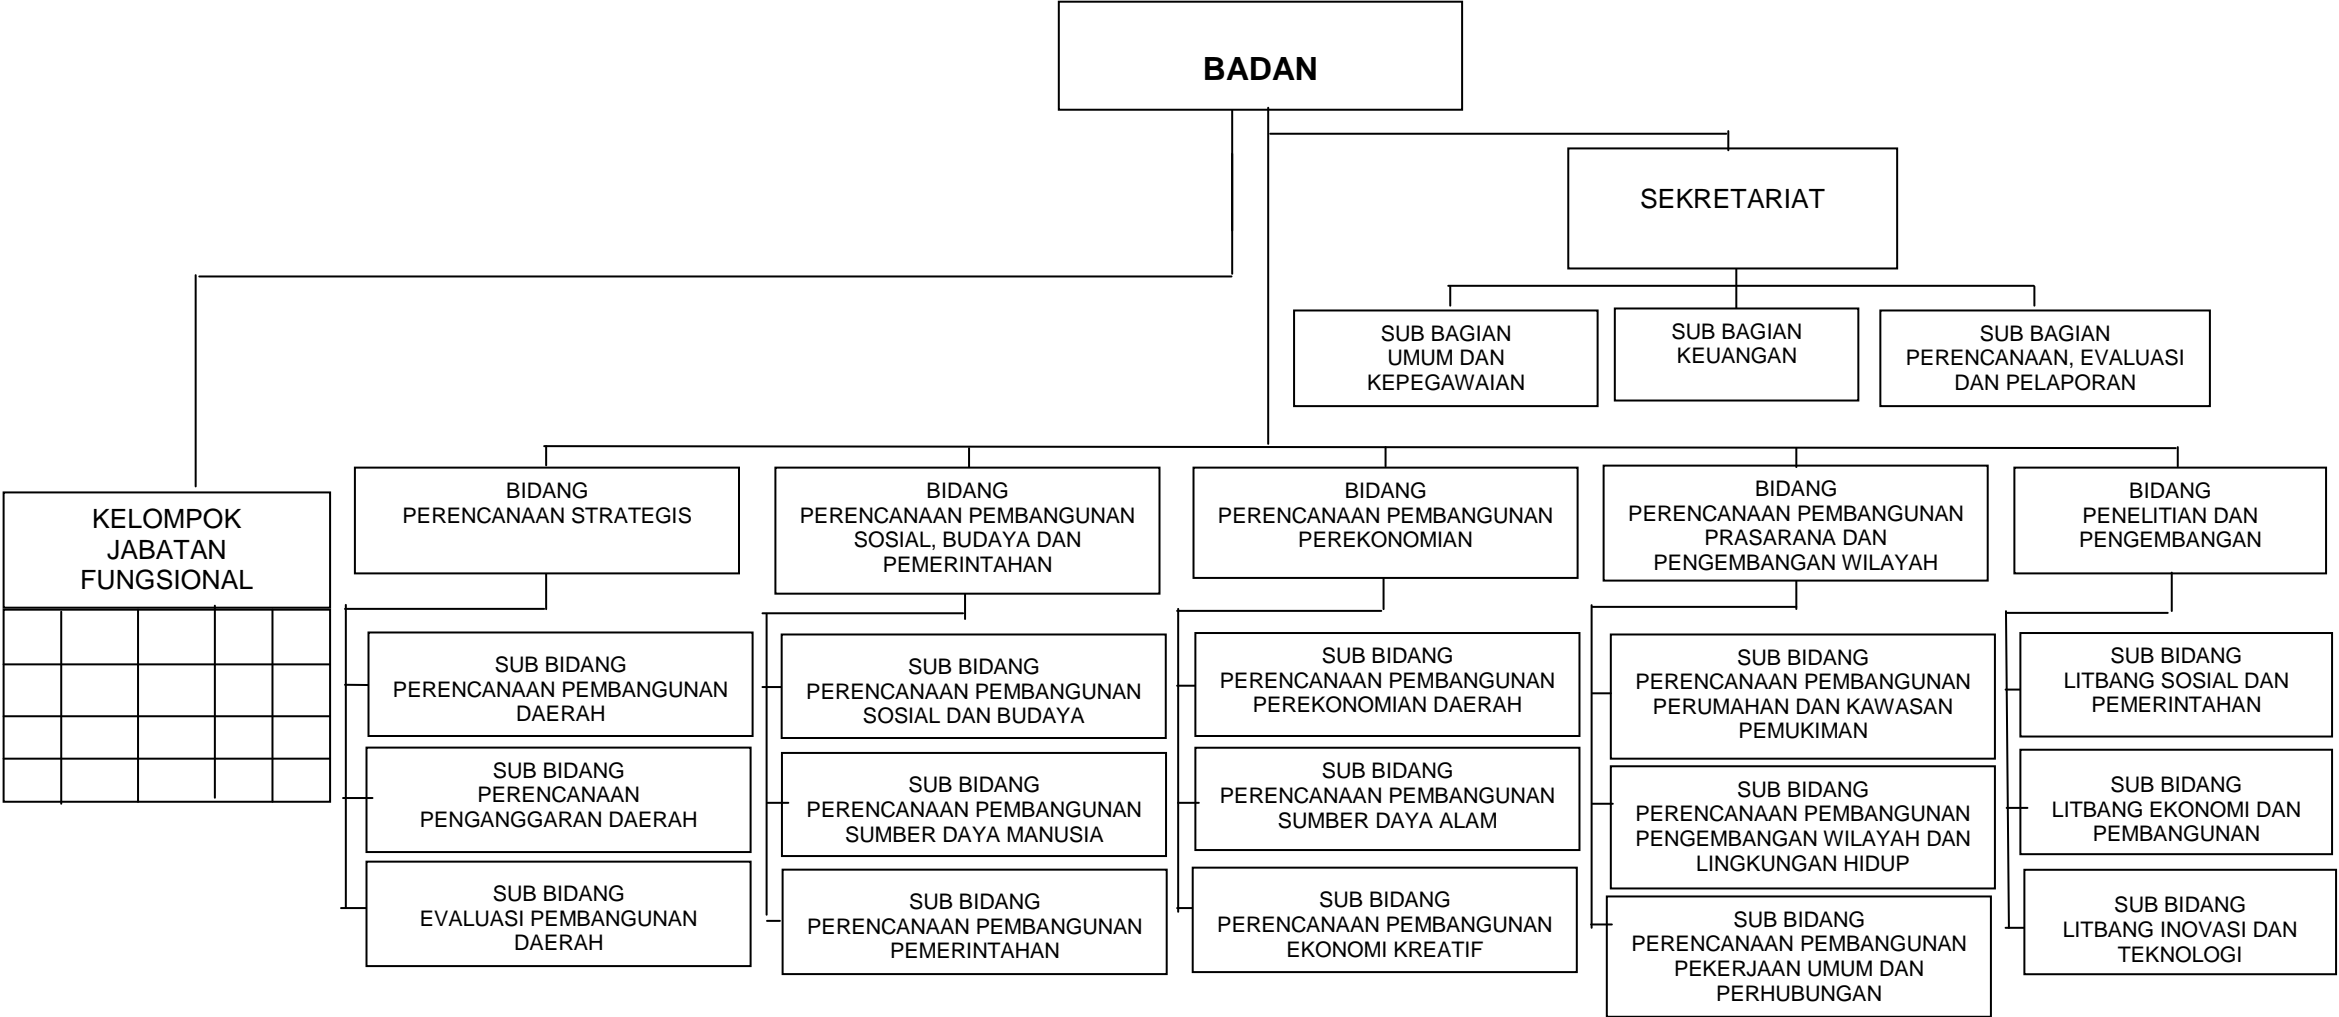 BADAN
SEKRETARIAT
SUB BAGIAN
UMUM DAN
KEPEGAWAIAN
SUB BAGIAN
KEUANGAN
SUB BAGIAN
PERENCANAAN, EVALUASI
DAN PELAPORAN
KELOMPOK
JABATAN
FUNGSIONAL
BIDANG
PERENCANAAN STRATEGIS
BIDANG
PERENCANAAN PEMBANGUNAN
SOSIAL, BUDAYA DAN
PEMERINTAHAN
BIDANG
PERENCANAAN PEMBANGUNAN
PEREKONOMIAN
BIDANG
PERENCANAAN PEMBANGUNAN
PRASARANA DAN
PENGEMBANGAN WILAYAH
BIDANG
PENELITIAN DAN
PENGEMBANGAN
SUB BIDANG
PERENCANAAN PEMBANGUNAN
DAERAH
SUB BIDANG
PERENCANAAN PEMBANGUNAN
SOSIAL DAN BUDAYA
SUB BIDANG
PERENCANAAN PEMBANGUNAN
PEREKONOMIAN DAERAH
SUB BIDANG
PERENCANAAN PEMBANGUNAN
PERUMAHAN DAN KAWASAN
PEMUKIMAN
SUB BIDANG
LITBANG SOSIAL DAN
PEMERINTAHAN
SUB BIDANG
PERENCANAAN
PENGANGGARAN DAERAH
SUB BIDANG
PERENCANAAN PEMBANGUNAN
SUMBER DAYA MANUSIA
SUB BIDANG
PERENCANAAN PEMBANGUNAN
SUMBER DAYA ALAM
SUB BIDANG
PERENCANAAN PEMBANGUNAN
PENGEMBANGAN WILAYAH DAN
LINGKUNGAN HIDUP
SUB BIDANG
LITBANG EKONOMI DAN
PEMBANGUNAN
SUB BIDANG
EVALUASI PEMBANGUNAN
DAERAH
SUB BIDANG
PERENCANAAN PEMBANGUNAN
PEMERINTAHAN
SUB BIDANG
PERENCANAAN PEMBANGUNAN
EKONOMI KREATIF
SUB BIDANG
PERENCANAAN PEMBANGUNAN
PEKERJAAN UMUM DAN
PERHUBUNGAN
SUB BIDANG
LITBANG INOVASI DAN
TEKNOLOGI